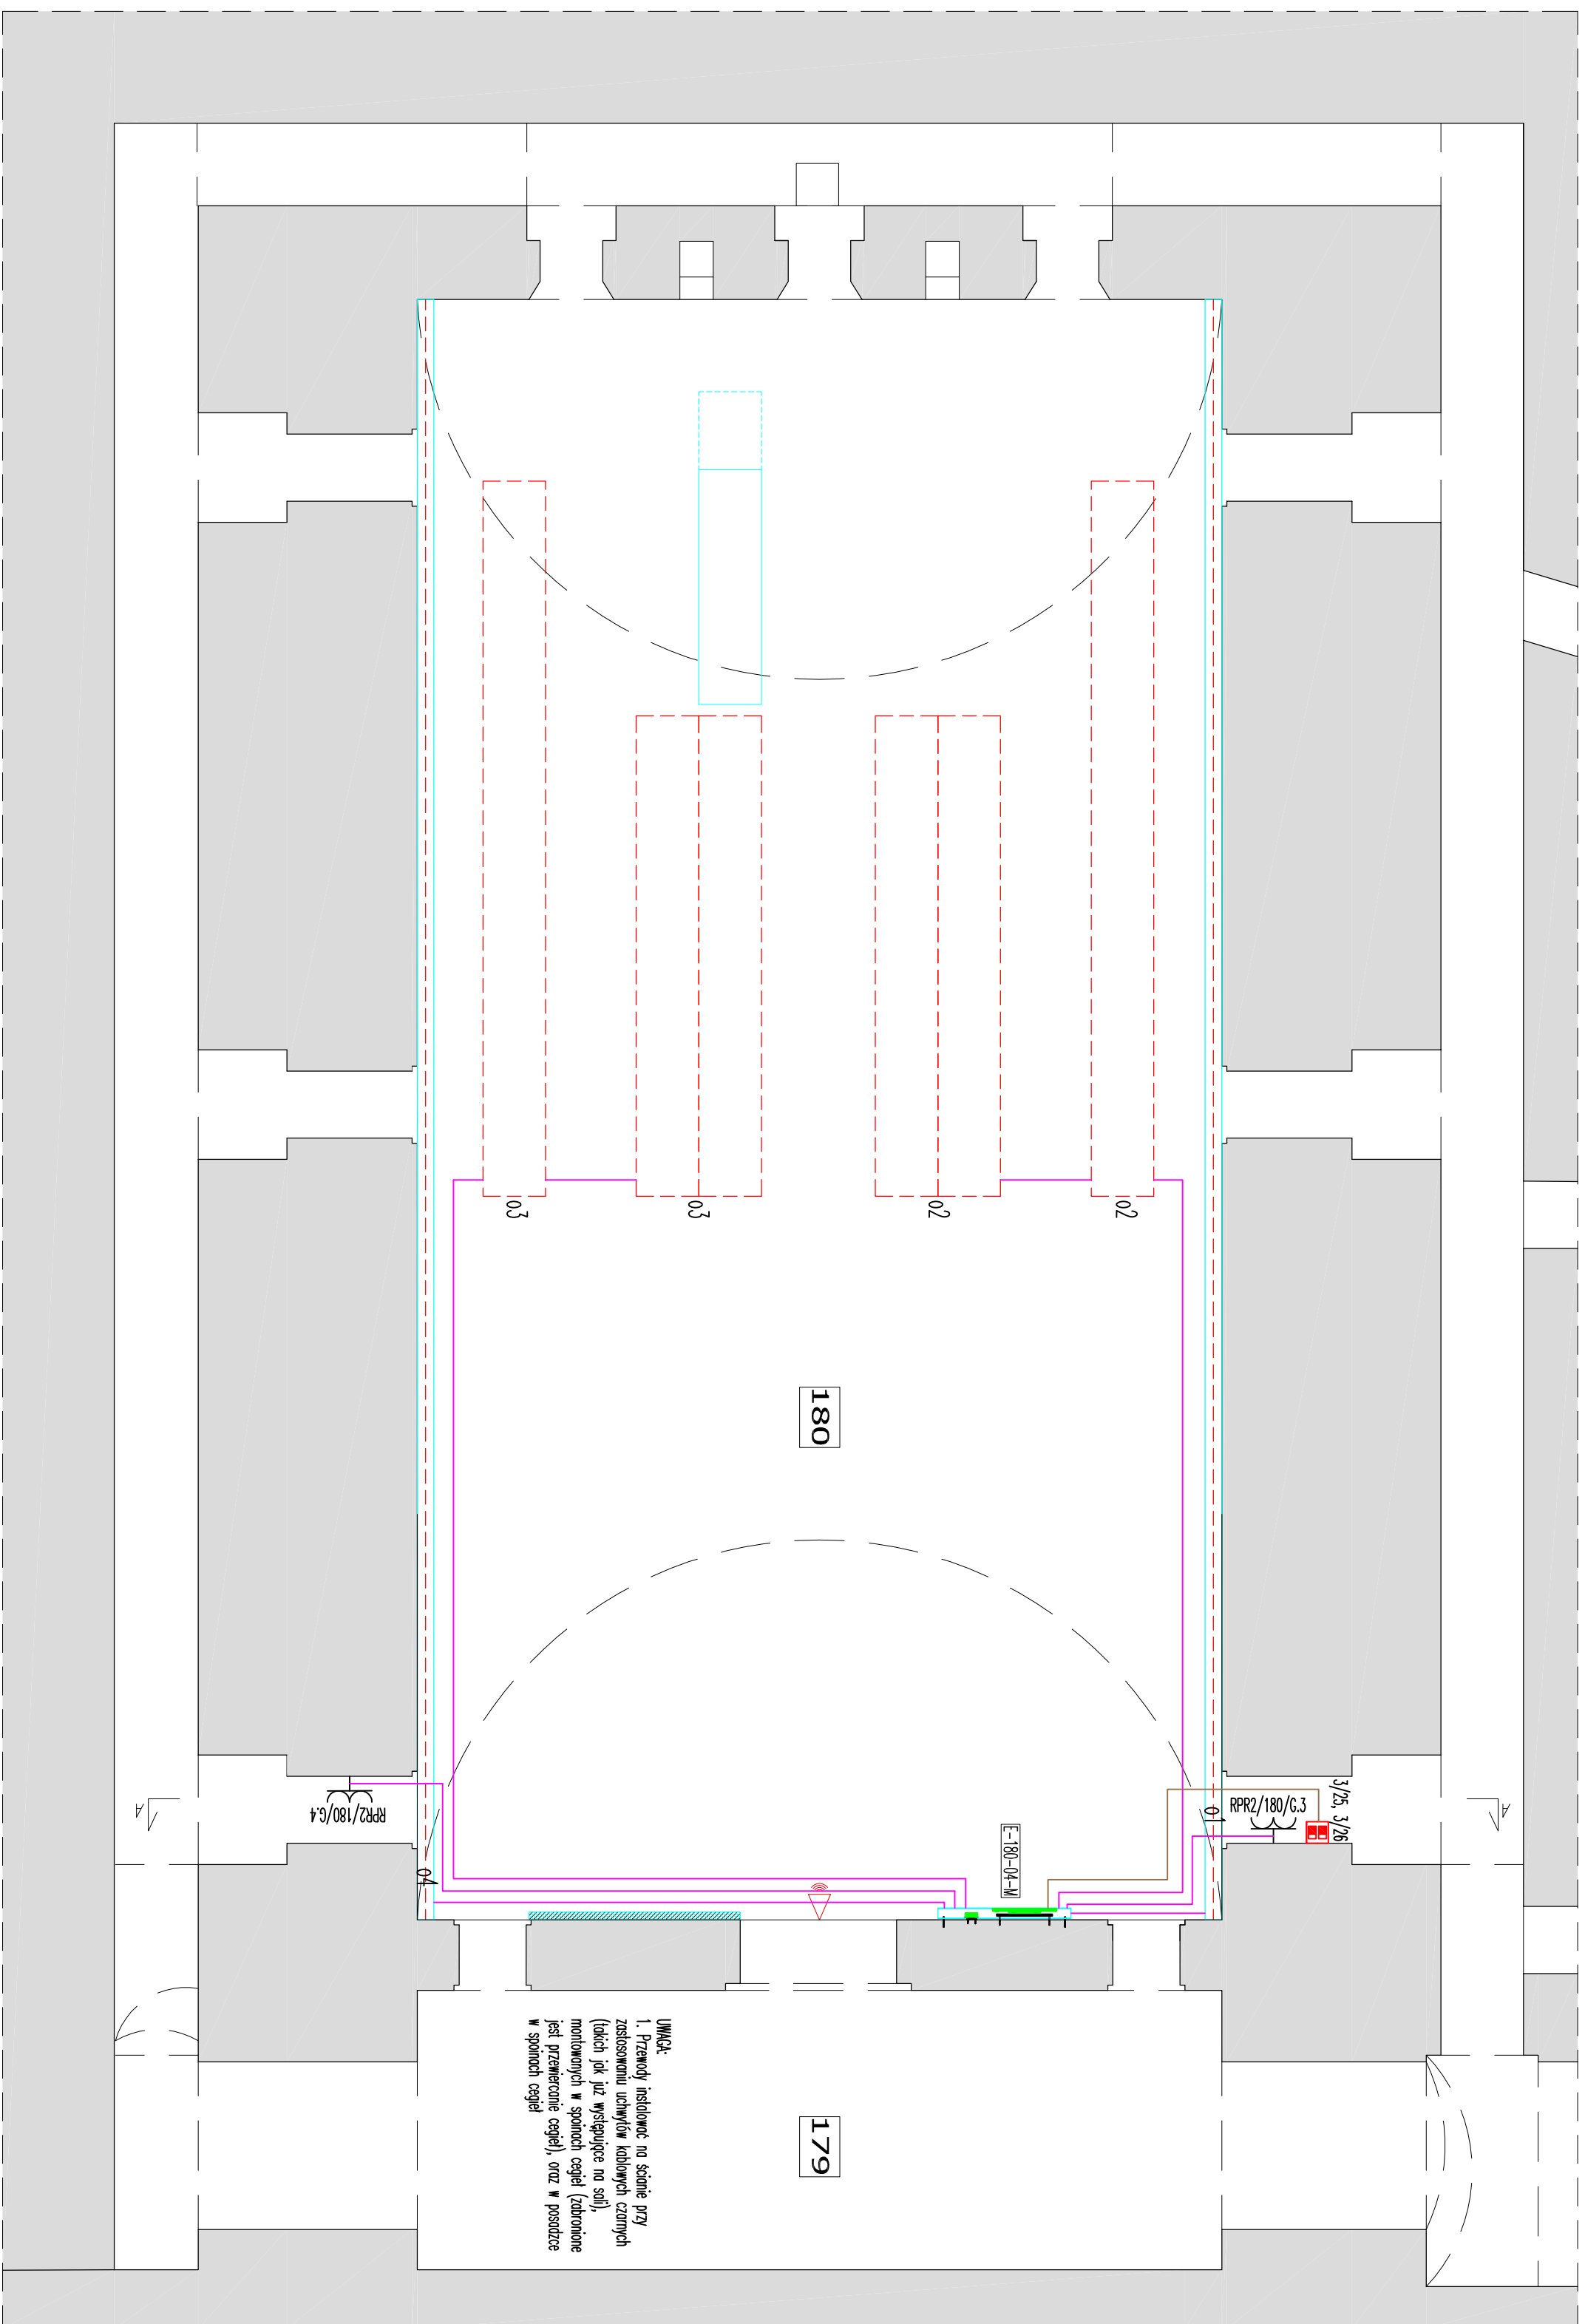 03
03
02
02
180
3/25, 3/26
RPR2/180/G.3
01
RPR2/180/G.4
04
E-180-04-M
A
A
179
UWAGA:
1. Przewody instalować na ścianie przy
zastosowaniu uchwytów kablowych czarnych
(takich jak już występujące na sali),
montowanych w spoinach cegieł (zabronione
jest przewiercanie cegieł), oraz w posadzce
w spoinach cegieł